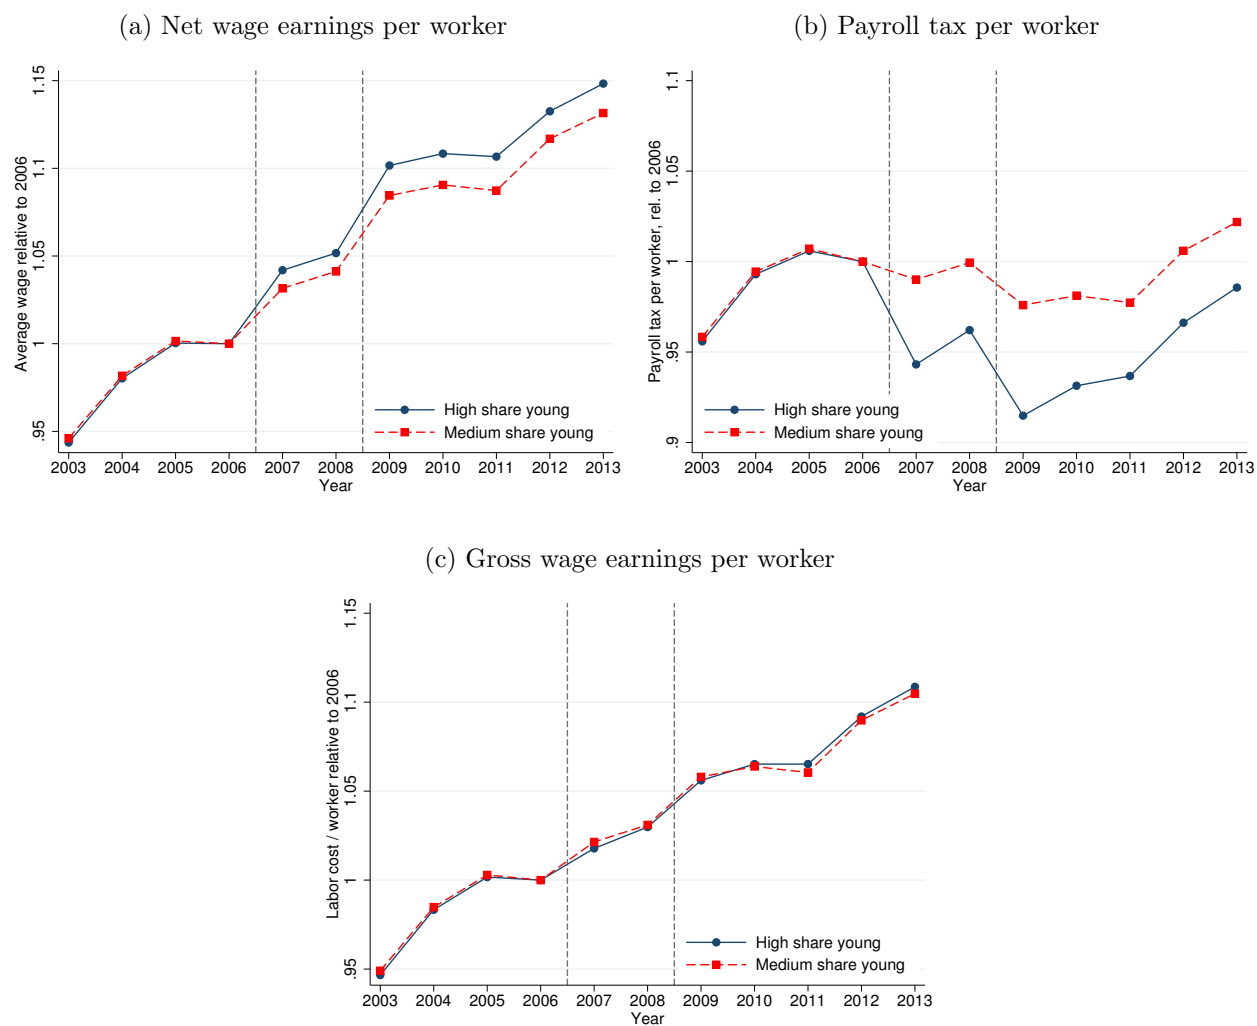 (a) Net wage earnings per worker
Average wage relative to 2006
1.15
1.1
1.05
1
.95
High share young
Medium share young
2003 2004 2005 2006 2007 2008 2009 2010 2011 2012 2013
Year
(b) Payroll tax per worker
Payroll tax per worker, rel. to 2006
1.1
1.05
1
.95
.9
High share young
Medium share young
2003 2004 2005 2006 2007 2008 2009 2010 2011 2012 2013
Year
(c) Gross wage earnings per worker
Labor cost / worker relative to 2006
1.15
1.1
1.05
1
.95
High share young
Medium share young
2003 2004 2005 2006 2007 2008 2009 2010 2011 2012 2013
Year